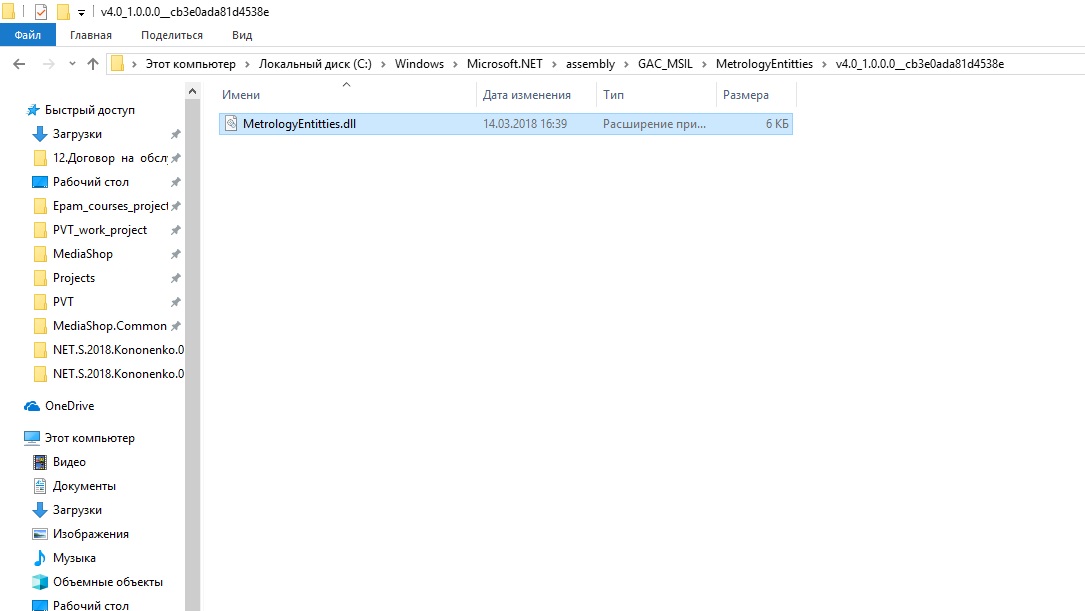 v4.0_1.0.0.0__cb3e0ada81d4538e
Файл Главная Поделиться Вид
Этот компьютер Локальный диск (C:) Windows Microsoft.NET assembly GAC_MSIL MetrologyEntitties v4.0_1.0.0.0__cb3e0ada81d4538e
Имени Дата изменения Тип Размера
MetrologyEntitties.dll 14.03.2018 16:39 Расширение при... 6 КБ
Быстрый доступ
Загрузки
12.Договор на обслу
Рабочий стол
Epam_courses_project
PVT_work_project
MediaShop
Projects
PVT
MediaShop.Common
NET.S.2018.Kononenko.0
NET.S.2018.Kononenko.0
OneDrive
Этот компьютер
Видео
Документы
Загрузки
Изображения
Музыка
Объемные объекты
Рабочий стол